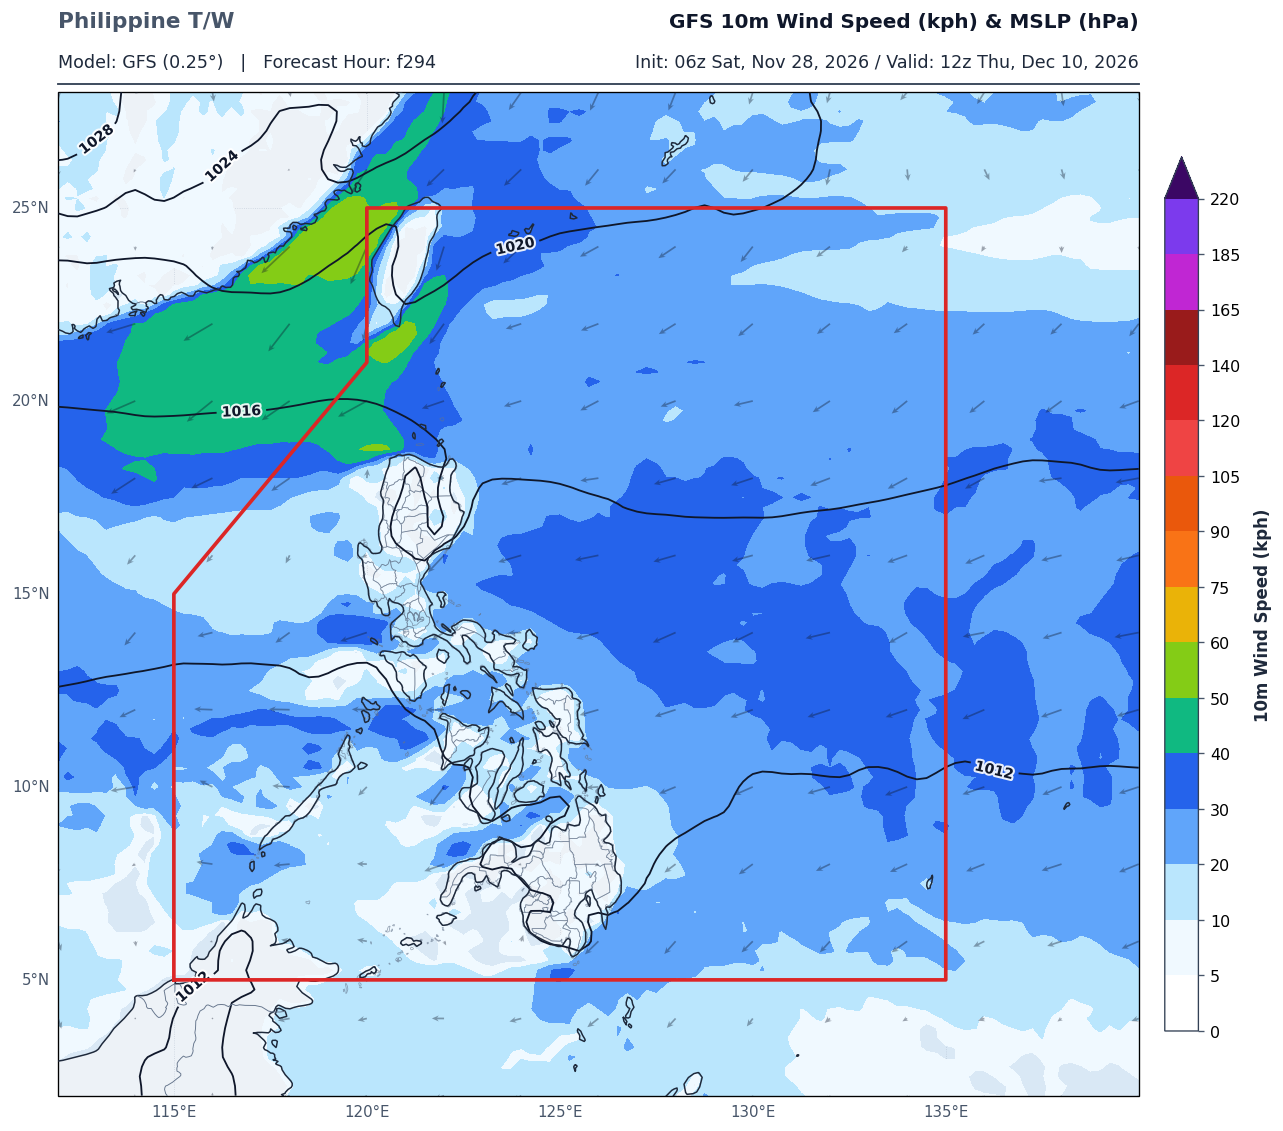 Philippine T/W
GFS 10m Wind Speed (kph) & MSLP (hPa)
Model: GFS (0.25°) | Forecast Hour: f294
Init: 06z Sat, Nov 28, 2026 / Valid: 12z Thu, Dec 10, 2026
1028
1024
1020
1016
1012
1012
25°N
20°N
15°N
10°N
5°N
115°E
120°E
125°E
130°E
135°E
220
185
165
140
120
105
90
75
60
50
40
30
20
10
5
0
10m Wind Speed (kph)